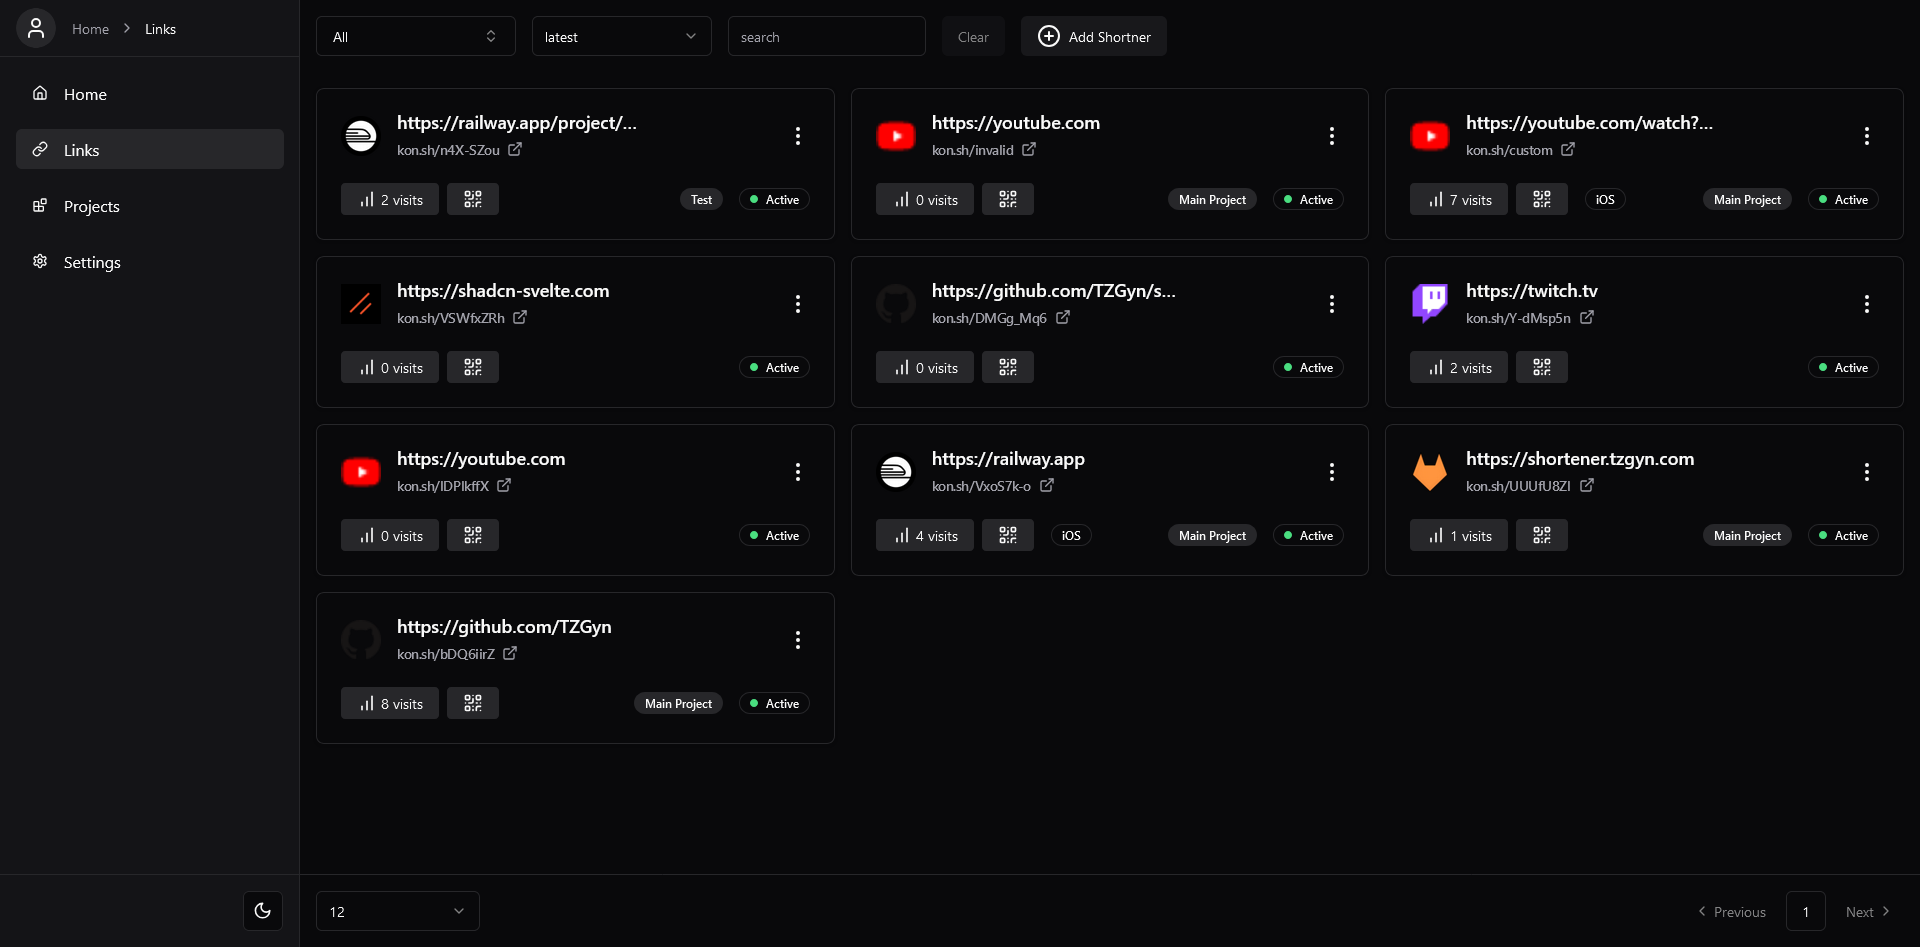 Home > Links
Home
Links
Projects
Settings
All
latest
search
Clear
Add Shortner
https://railway.app/project/...
kon.sh/n4X-SZou
2 visits
Test
Active
https://youtube.com
kon.sh/invalid
0 visits
Main Project
Active
https://youtube.com/watch?...
kon.sh/custom
7 visits
iOS
Main Project
Active
https://shadcn-svelte.com
kon.sh/VSWfxZRh
0 visits
Active
https://github.com/TZGyn/s...
kon.sh/DMGg_Mq6
0 visits
Active
https://twitch.tv
kon.sh/Y-dMsp5n
2 visits
Active
https://youtube.com
0 visits
Active
https://railway.app
kon.sh/VxoS7k-o
4 visits
iOS
Main Project
Active
https://shortener.tzgyn.com
1 visits
Main Project
Active
https://github.com/TZGyn
kon.sh/bDQ6iirZ
8 visits
Main Project
Active
12
Previous
1
Next